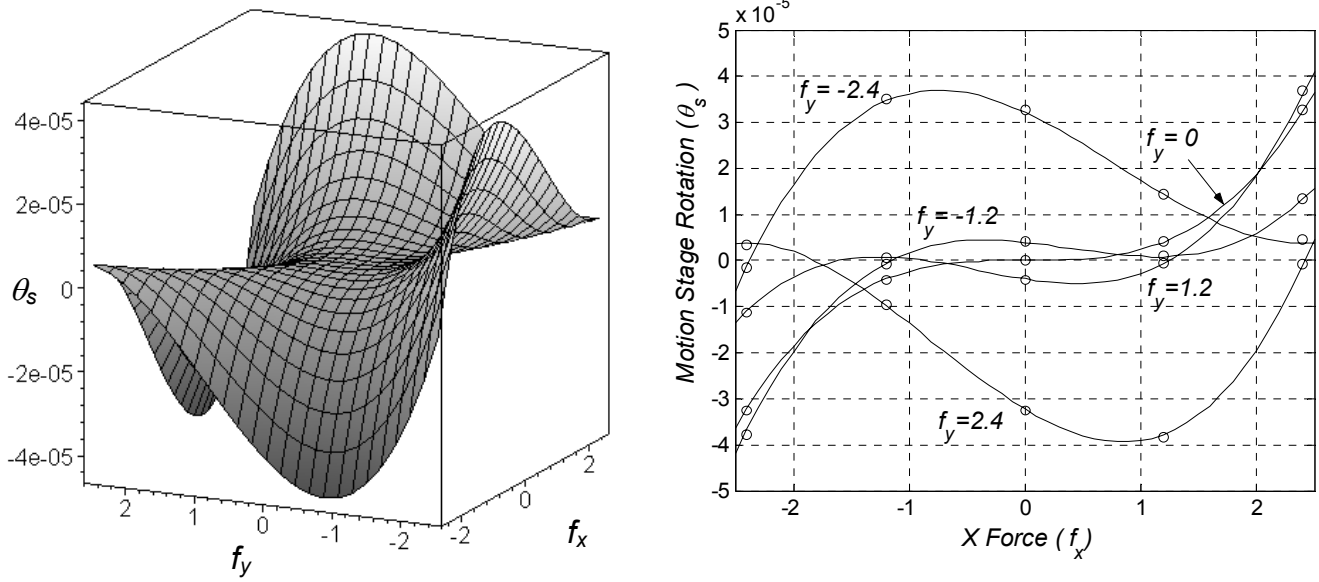 4e-05
2e-05
0
-2e-05
-4e-05
θs
2 1 0 -1 -2
fy
-2 0 2
fx
x 10-5
5
4
3
2
1
0
-1
-2
-3
-4
-5
Motion Stage Rotation (θs)
fy = -2.4
fy = 0
fy = -1.2
fy=1.2
fy=2.4
-2 -1 0 1 2
X Force (fx)